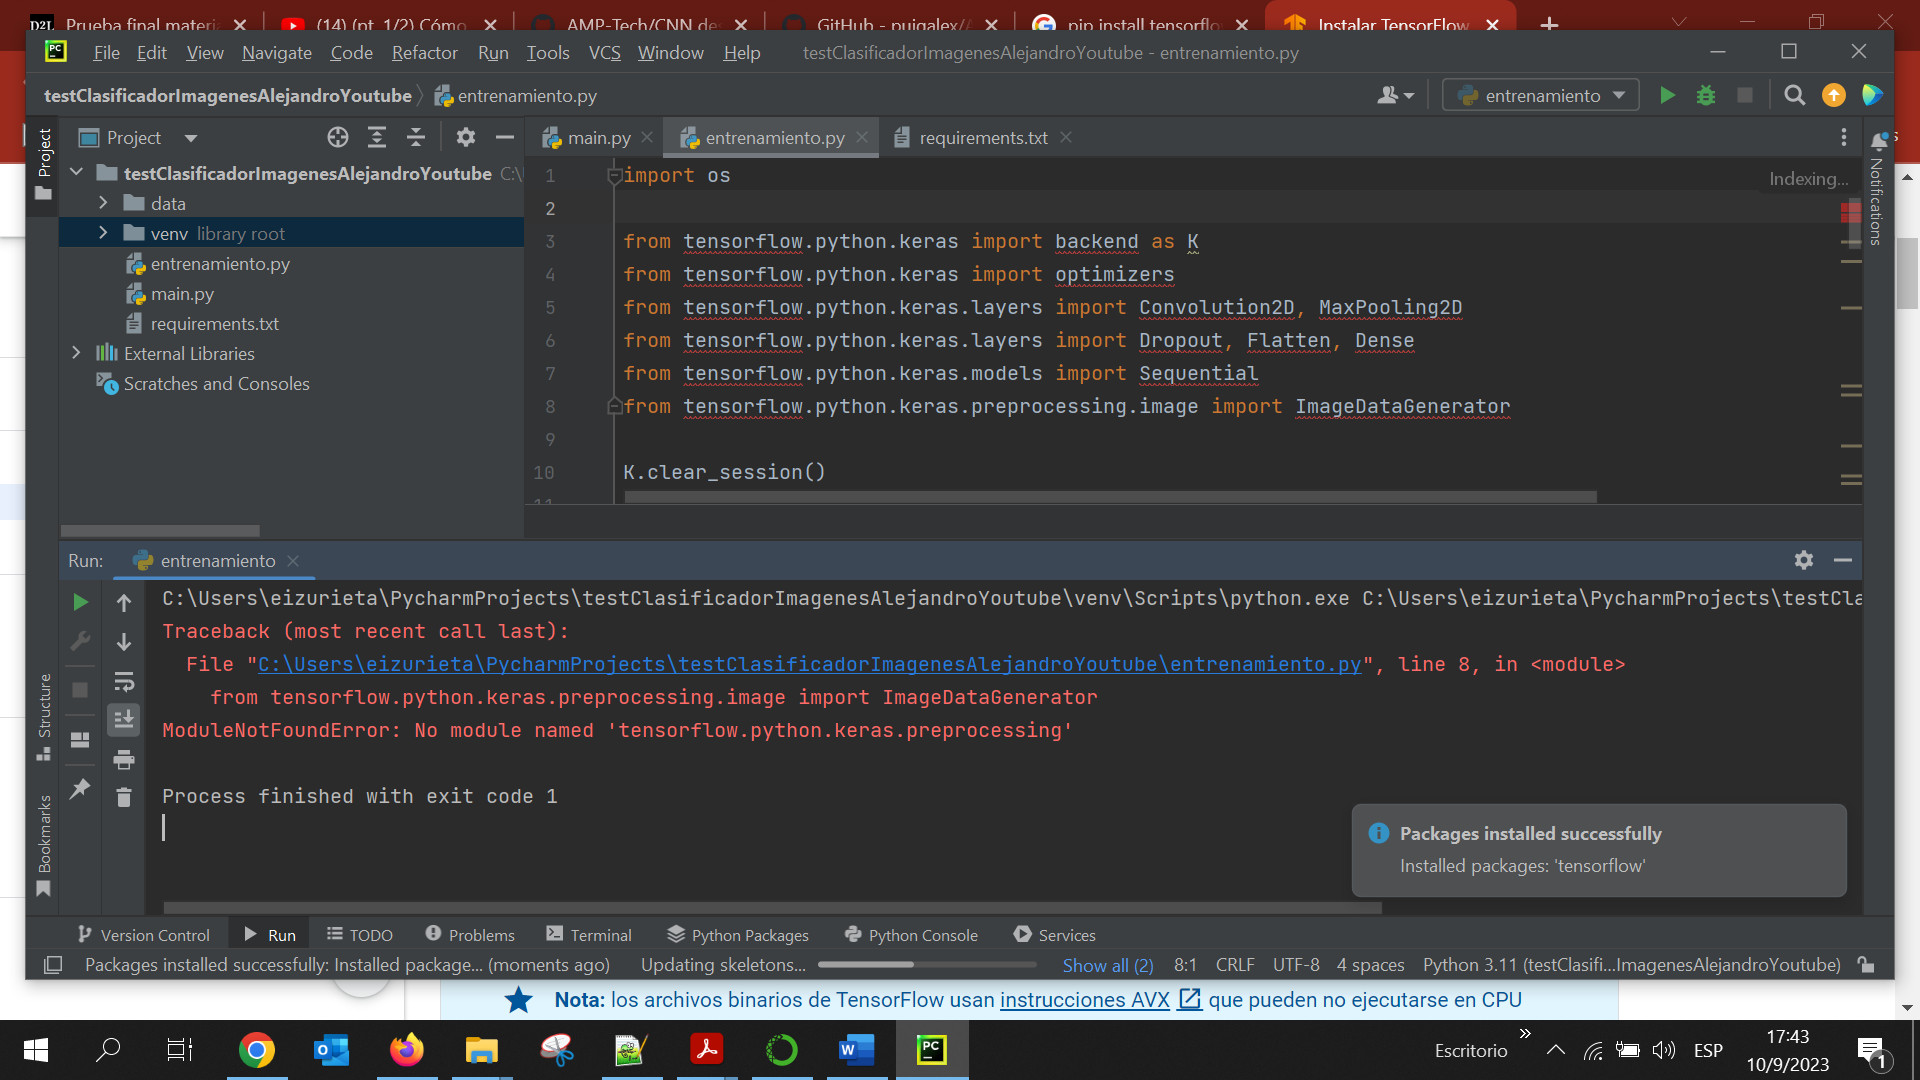 Prueba final materia
(14) (pt. 1/2) Cómo
AMP-Tech/CNN de
GitHub - puigalex/
pip install tensorflo
Instalar TensorFlow
PC
File Edit View Navigate Code Refactor Run Tools VCS Window Help
testClasificadorImagenesAlejandroYoutube - entrenamiento.py
testClasificadorImagenesAlejandroYoutube
entrenamiento.py
entrenamiento
Project
Project
main.py
entrenamiento.py
requirements.txt
Notifications
testClasificadorImagenesAlejandroYoutube C:\
data
venv library root
entrenamiento.py
main.py
requirements.txt
External Libraries
Scratches and Consoles
Indexing...
1 import os
2
3 from tensorflow.python.keras import backend as K
4 from tensorflow.python.keras import optimizers
5 from tensorflow.python.keras.layers import Convolution2D, MaxPooling2D
6 from tensorflow.python.keras.layers import Dropout, Flatten, Dense
7 from tensorflow.python.keras.models import Sequential
8 from tensorflow.python.keras.preprocessing.image import ImageDataGenerator
9
10 K.clear_session()
11
Run: entrenamiento
C:\Users\eizurieta\PycharmProjects\testClasificadorImagenesAlejandroYoutube\venv\Scripts\python.exe C:\Users\eizurieta\PycharmProjects\testCla
Traceback (most recent call last):
File "C:\Users\eizurieta\PycharmProjects\testClasificadorImagenesAlejandroYoutube\entrenamiento.py", line 8, in <module>
from tensorflow.python.keras.preprocessing.image import ImageDataGenerator
ModuleNotFoundError: No module named 'tensorflow.python.keras.preprocessing'
Process finished with exit code 1
Structure
Bookmarks
Packages installed successfully
Installed packages: 'tensorflow'
Version Control Run TODO Problems Terminal Python Packages Python Console Services
Packages installed successfully: Installed package... (moments ago) Updating skeletons... Show all (2) 8:1 CRLF UTF-8 4 spaces Python 3.11 (testClasifi...ImagenesAlejandroYoutube)
Nota: los archivos binarios de TensorFlow usan instrucciones AVX que pueden no ejecutarse en CPU
PC
Escritorio
ESP
17:43
10/9/2023
1